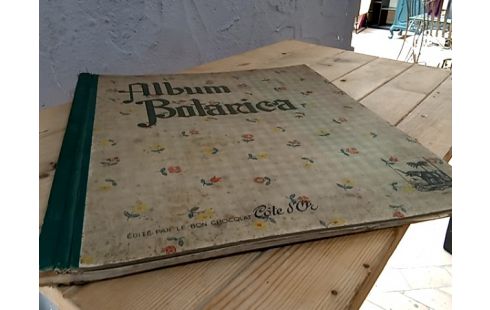 Album
Botanica
ÉDITÉ PAR LE BON CHOCOLAT Côte d'Or